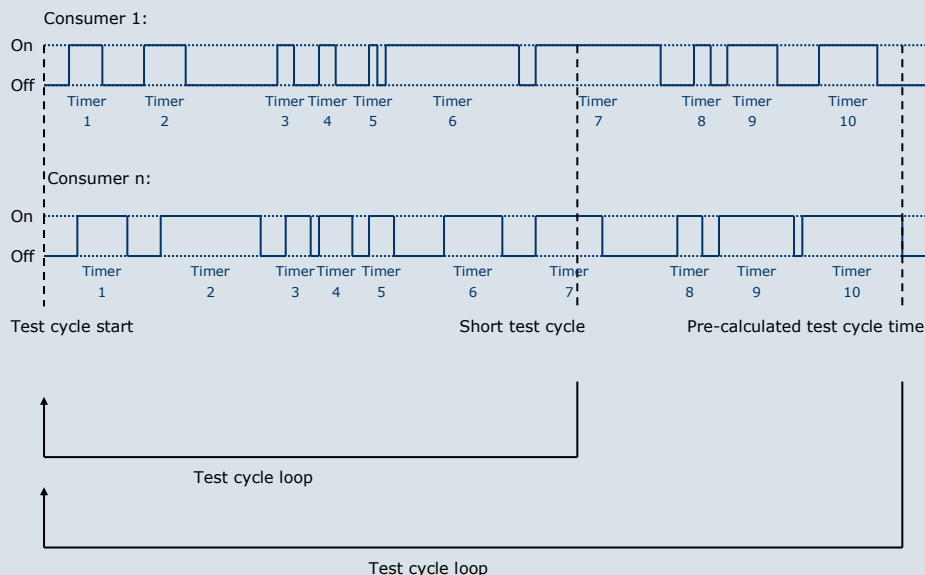 Consumer 1:
On
Off
Timer 1
Timer 2
Timer 3
Timer 4
Timer 5
Timer 6
Timer 7
Timer 8
Timer 9
Timer 10
Consumer n:
On
Off
Timer 1
Timer 2
Timer 3
Timer 4
Timer 5
Timer 6
Timer 7
Timer 8
Timer 9
Timer 10
Test cycle start
Short test cycle
Pre-calculated test cycle time
Test cycle loop
Test cycle loop